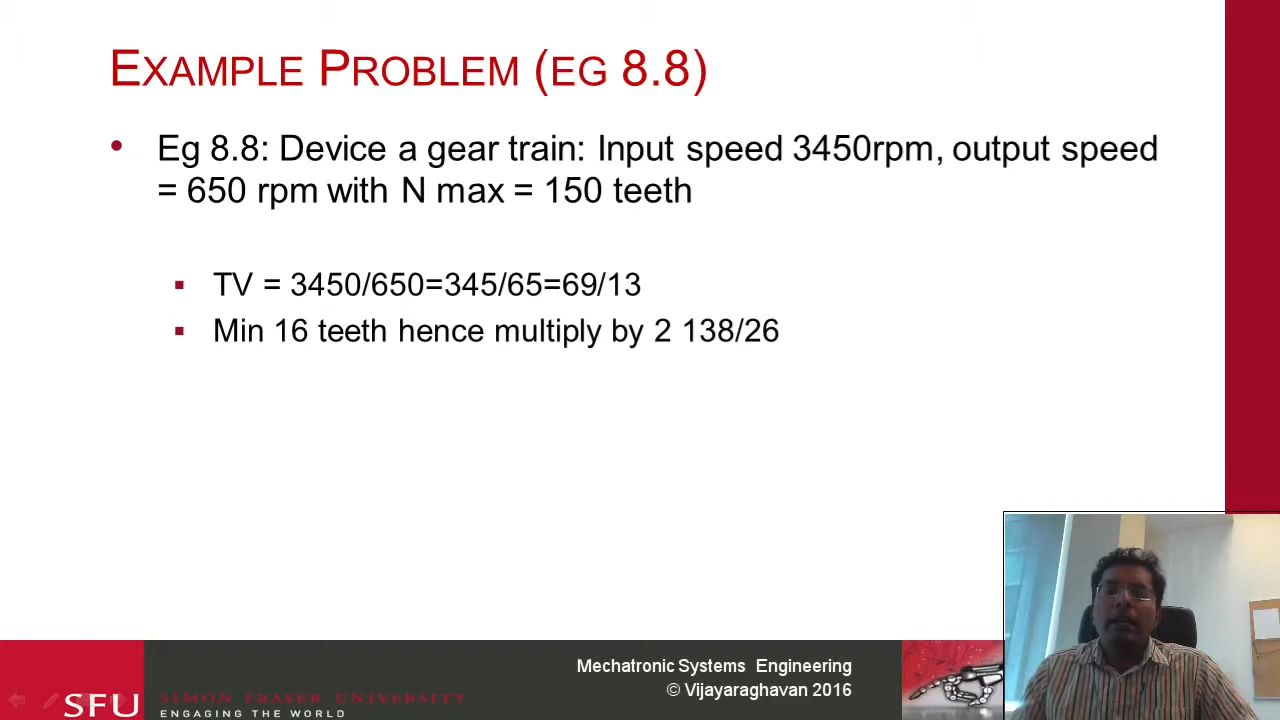 EXAMPLE PROBLEM (EG 8.8)
• Eg 8.8: Device a gear train: Input speed 3450rpm, output speed
= 650 rpm with N max = 150 teeth
▪ TV = 3450/650=345/65=69/13
▪ Min 16 teeth hence multiply by 2 138/26
Mechatronic Systems Engineering
© Vijayaraghavan 2016
SFU
SIMON FRASER UNIVERSITY
ENGAGING THE WORLD